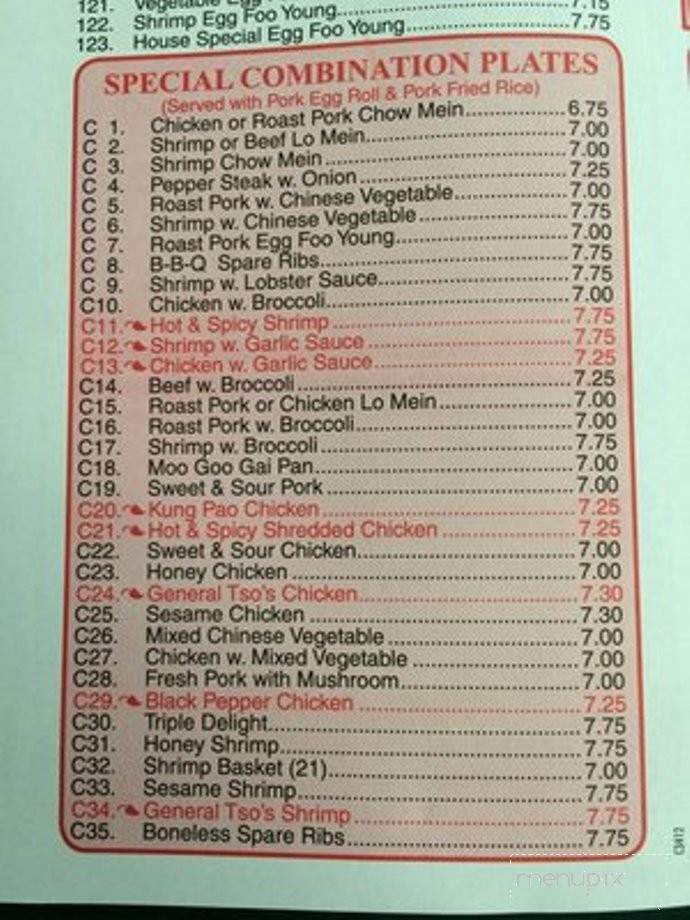 121. Vegetable Egg 7.15
122. Shrimp Egg Foo Young 7.75
123. House Special Egg Foo Young 7.75
SPECIAL COMBINATION PLATES
(Served with Pork Egg Roll & Pork Fried Rice)
C 1. Chicken or Roast Pork Chow Mein 6.75
C 2. Shrimp or Beef Lo Mein 7.00
C 3. Shrimp Chow Mein 7.00
C 4. Pepper Steak w. Onion 7.25
C 5. Roast Pork w. Chinese Vegetable 7.00
C 6. Shrimp w. Chinese Vegetable 7.75
C 7. Roast Pork Egg Foo Young 7.00
C 8. B-B-Q Spare Ribs 7.75
C 9. Shrimp w. Lobster Sauce 7.75
C10. Chicken w. Broccoli 7.00
C11. Hot & Spicy Shrimp 7.75
C12. Shrimp w. Garlic Sauce 7.75
C13. Chicken w. Garlic Sauce 7.25
C14. Beef w. Broccoli 7.25
C15. Roast Pork or Chicken Lo Mein 7.00
C16. Roast Pork w. Broccoli 7.00
C17. Shrimp w. Broccoli 7.75
C18. Moo Goo Gai Pan 7.00
C19. Sweet & Sour Pork 7.00
C20. Kung Pao Chicken 7.25
C21. Hot & Spicy Shredded Chicken 7.25
C22. Sweet & Sour Chicken 7.00
C23. Honey Chicken 7.00
C24. General Tso's Chicken 7.30
C25. Sesame Chicken 7.30
C26. Mixed Chinese Vegetable 7.00
C27. Chicken w. Mixed Vegetable 7.00
C28. Fresh Pork with Mushroom 7.00
C29. Black Pepper Chicken 7.25
C30. Triple Delight 7.75
C31. Honey Shrimp 7.75
C32. Shrimp Basket (21) 7.00
C33. Sesame Shrimp 7.75
C34. General Tso's Shrimp 7.75
C35. Boneless Spare Ribs 7.75
menupix